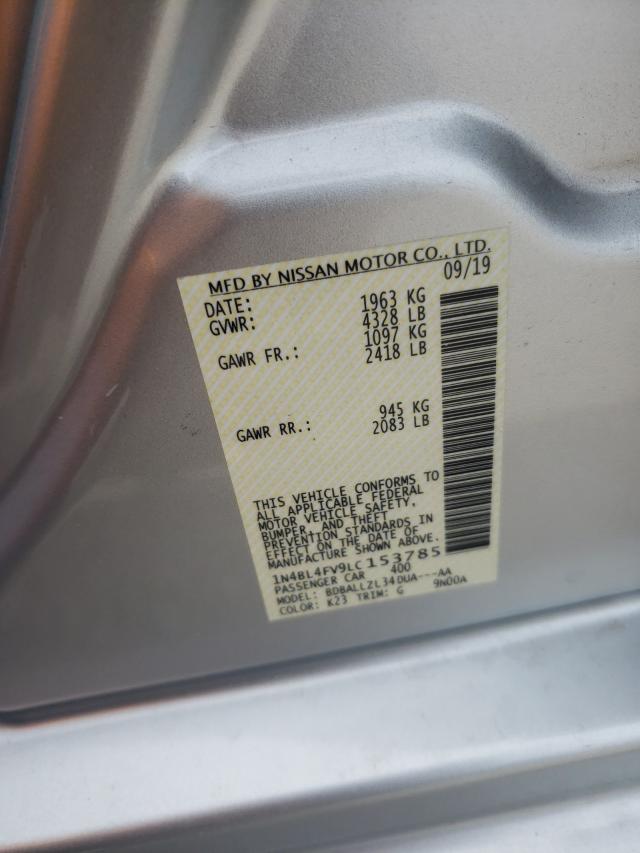 MFD BY NISSAN MOTOR CO., LTD.
DATE: 09/19
GVWR: 1963 KG
4328 LB
GAWR FR.: 1097 KG
2418 LB
GAWR RR.: 945 KG
2083 LB
THIS VEHICLE CONFORMS TO
ALL APPLICABLE FEDERAL
MOTOR VEHICLE SAFETY,
BUMPER, AND THEFT
PREVENTION STANDARDS IN
EFFECT ON THE DATE OF
MANUFACTURE SHOWN ABOVE.
1N4BL4FV9LC153785
PASSENGER CAR 400
MODEL: BDBALLZL34DUA---AA
COLOR: K23 TRIM: G 9N00A